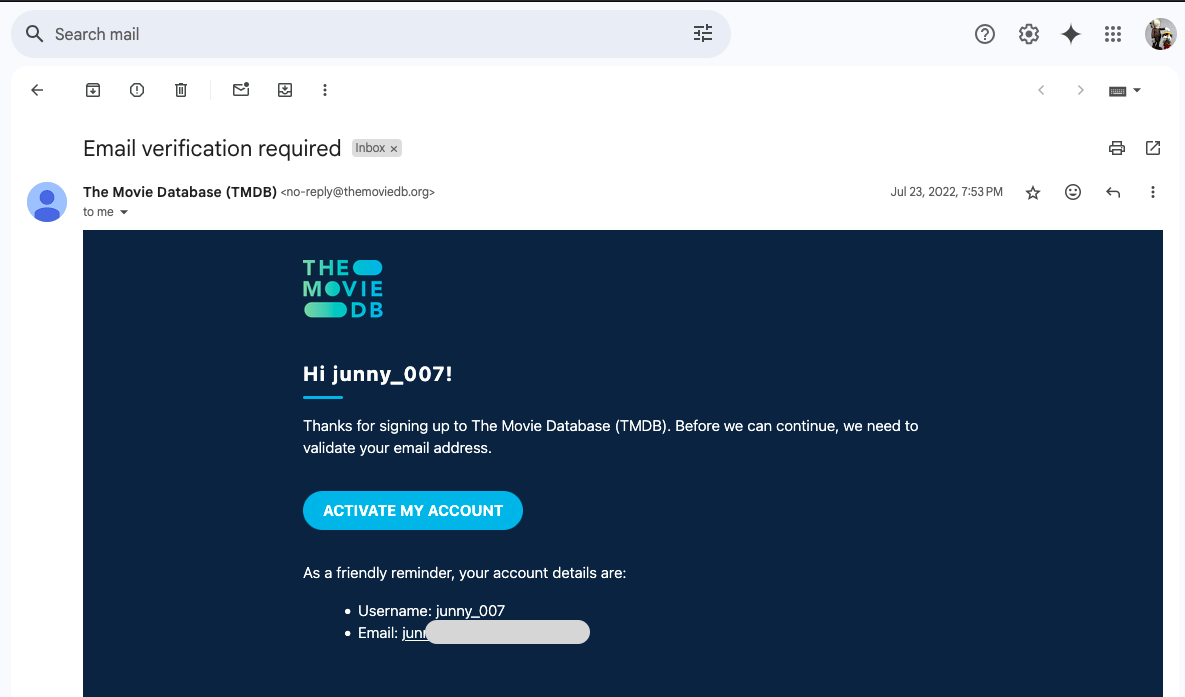 Search mail
Email verification required Inbox x
The Movie Database (TMDB) <no-reply@themoviedb.org>
Jul 23, 2022, 7:53 PM
to me
THE
MOVIE
DB
Hi junny_007!
Thanks for signing up to The Movie Database (TMDB). Before we can continue, we need to
validate your email address.
ACTIVATE MY ACCOUNT
As a friendly reminder, your account details are:
• Username: junny_007
• Email: